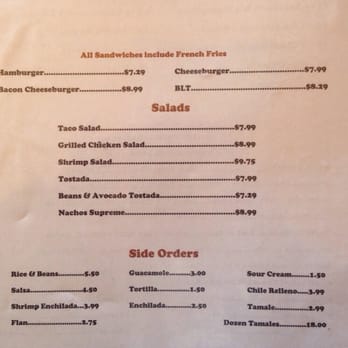 All Sandwiches include French Fries
Hamburger...............................$7.29
Cheeseburger...............................$7.99
Bacon Cheeseburger................$8.99
BLT..................................................$8.29
Salads
Taco Salad........................................................$7.99
Grilled Chicken Salad......................................$8.99
Shrimp Salad....................................................$9.75
Tostada..............................................................$7.99
Beans & Avocado Tostada..............................$7.29
Nachos Supreme..............................................$8.99
Side Orders
Rice & Beans...........5.50
Guacamole.........3.00
Sour Cream........1.50
Salsa........................4.50
Tortilla..............1.50
Chile Relleno....3.99
Shrimp Enchilada...3.99
Enchilada...........2.50
Tamale..............2.99
Flan.........................2.75
Dozen Tamales.........18.00